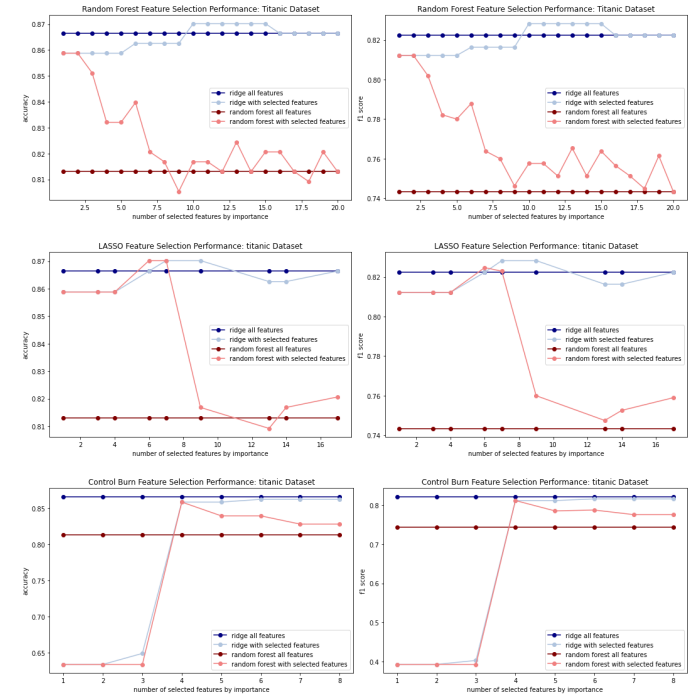 Random Forest Feature Selection Performance: Titanic Dataset
0.87
0.86
0.85
0.84
0.83
0.82
0.81
accuracy
ridge all features
ridge with selected features
random forest all features
random forest with selected features
2.5 5.0 7.5 10.0 12.5 15.0 17.5 20.0
number of selected features by importance
Random Forest Feature Selection Performance: Titanic Dataset
0.82
0.80
0.78
0.76
0.74
f1 score
ridge all features
ridge with selected features
random forest all features
random forest with selected features
2.5 5.0 7.5 10.0 12.5 15.0 17.5 20.0
number of selected features by importance
LASSO Feature Selection Performance: titanic Dataset
0.87
0.86
0.85
0.84
0.83
0.82
0.81
accuracy
ridge all features
ridge with selected features
random forest all features
random forest with selected features
2 4 6 8 10 12 14 16
number of selected features by importance
LASSO Feature Selection Performance: titanic Dataset
0.82
0.80
0.78
0.76
0.74
f1 score
ridge all features
ridge with selected features
random forest all features
random forest with selected features
2 4 6 8 10 12 14 16
number of selected features by importance
Control Burn Feature Selection Performance: titanic Dataset
0.85
0.80
0.75
0.70
0.65
accuracy
ridge all features
ridge with selected features
random forest all features
random forest with selected features
1 2 3 4 5 6 7 8
number of selected features by importance
Control Burn Feature Selection Performance: titanic Dataset
0.8
0.7
0.6
0.5
0.4
f1 score
ridge all features
ridge with selected features
random forest all features
random forest with selected features
1 2 3 4 5 6 7 8
number of selected features by importance